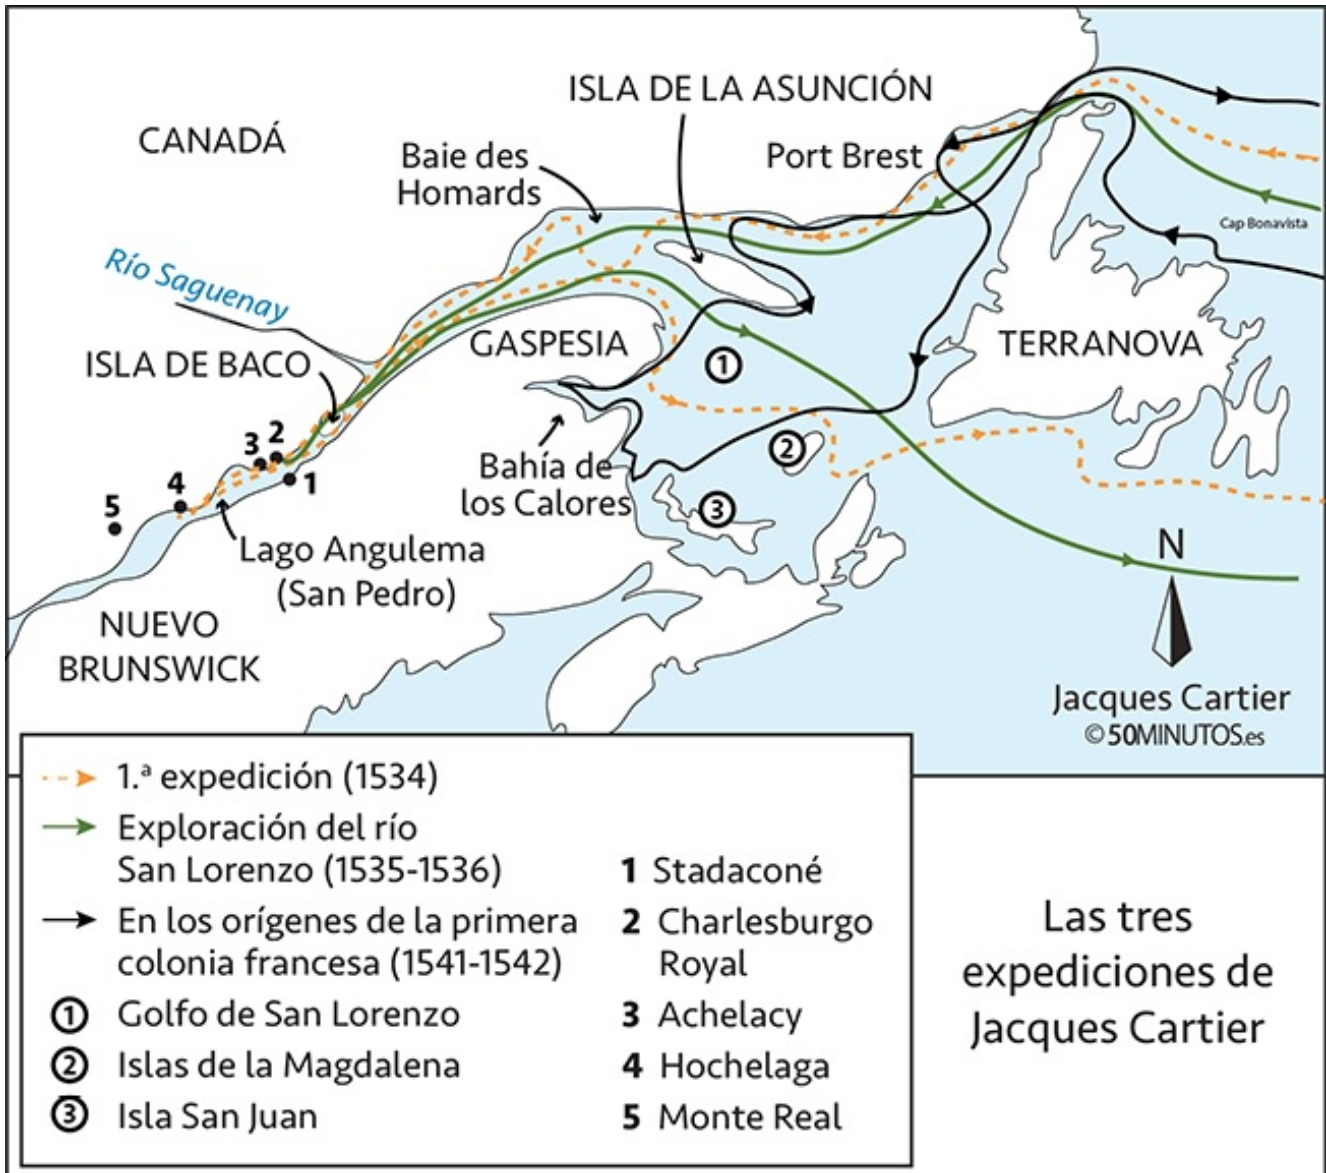 ISLA DE LA ASUNCIÓN
CANADÁ
Baie des
Homards
Port Brest
Cap Bonavista
Río Saguenay
GASPESIA
TERRANOVA
ISLA DE BACO
1
2
3
2
1
4
5
Bahía de
los Calores
2
3
Lago Angulema
(San Pedro)
N
NUEVO
BRUNSWICK
Jacques Cartier
©50MINUTOS.es
1.ª expedición (1534)
Exploración del río
San Lorenzo (1535-1536)
En los orígenes de la primera
colonia francesa (1541-1542)
1 Golfo de San Lorenzo
2 Islas de la Magdalena
3 Isla San Juan
1 Stadaconé
2 Charlesburgo
Royal
3 Achelacy
4 Hochelaga
5 Monte Real
Las tres
expediciones de
Jacques Cartier